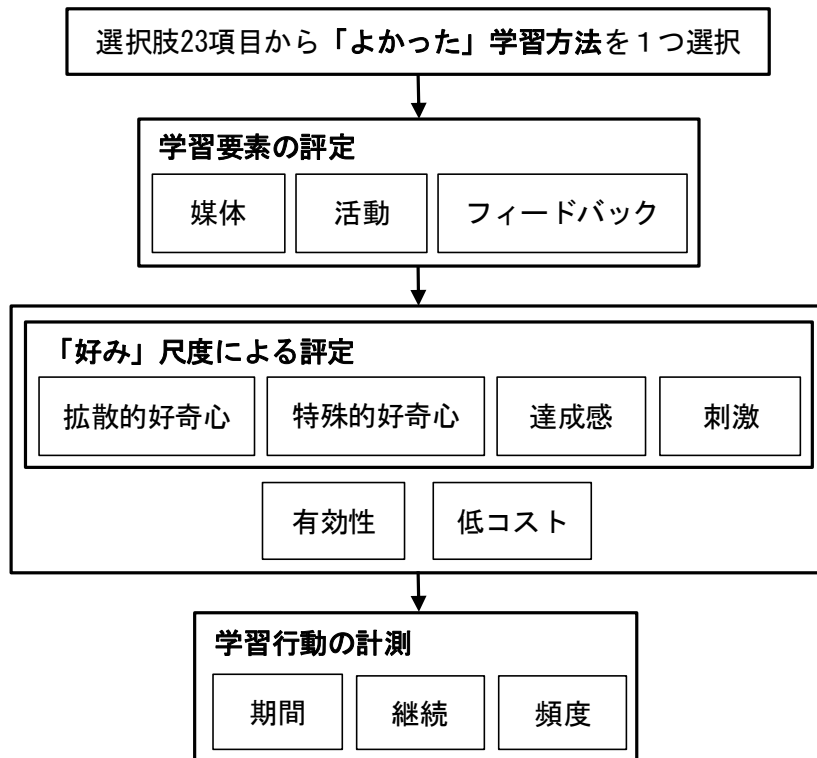 選択肢23項目から「よかった」学習方法を１つ選択
学習要素の評定
媒体 活動 フィードバック
「好み」尺度による評定
拡散的好奇心 特殊的好奇心 達成感 刺激
有効性 低コスト
学習行動の計測
期間 継続 頻度